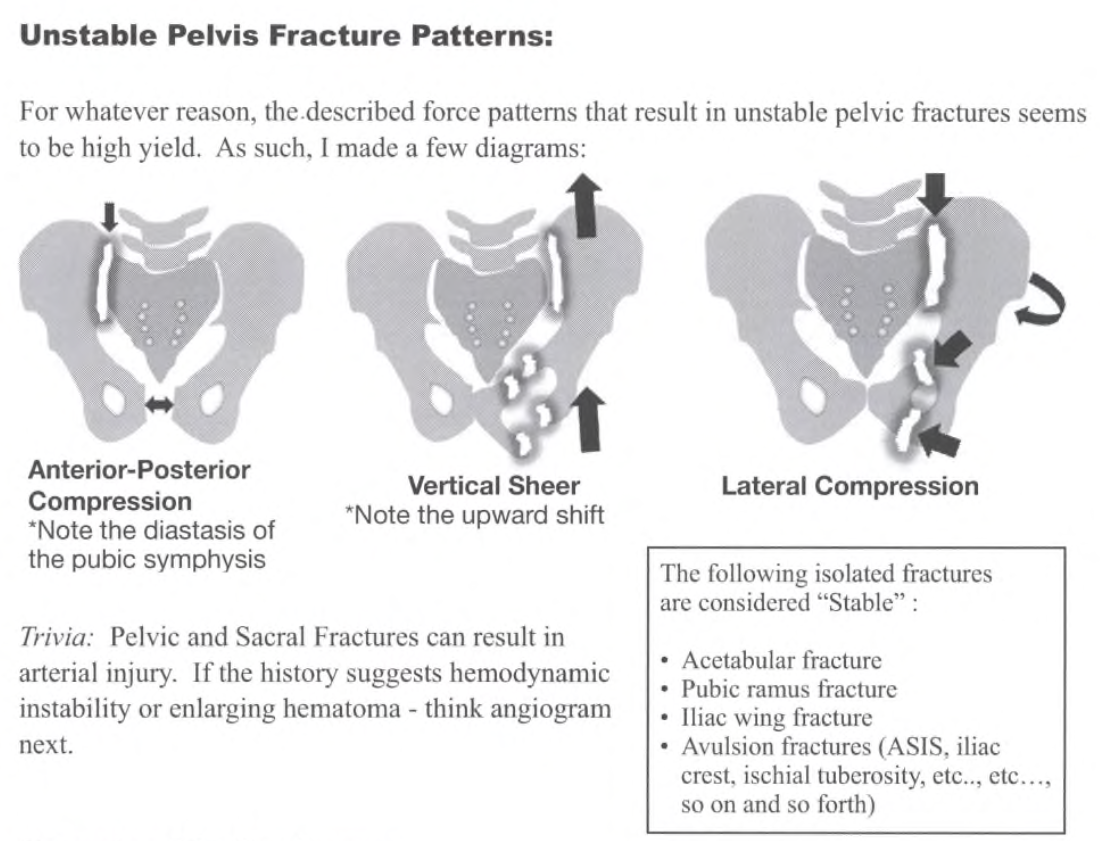 Unstable Pelvis Fracture Patterns:
For whatever reason, the described force patterns that result in unstable pelvic fractures seems
to be high yield.  As such, I made a few diagrams:
Anterior-Posterior
Compression
*Note the diastasis of
the pubic symphysis
Vertical Sheer
*Note the upward shift
Lateral Compression
Trivia:  Pelvic and Sacral Fractures can result in
arterial injury.  If the history suggests hemodynamic
instability or enlarging hematoma - think angiogram
next.
The following isolated fractures
are considered “Stable” :
• Acetabular fracture
• Pubic ramus fracture
• Iliac wing fracture
• Avulsion fractures (ASIS, iliac
crest, ischial tuberosity, etc.., etc…,
so on and so forth)